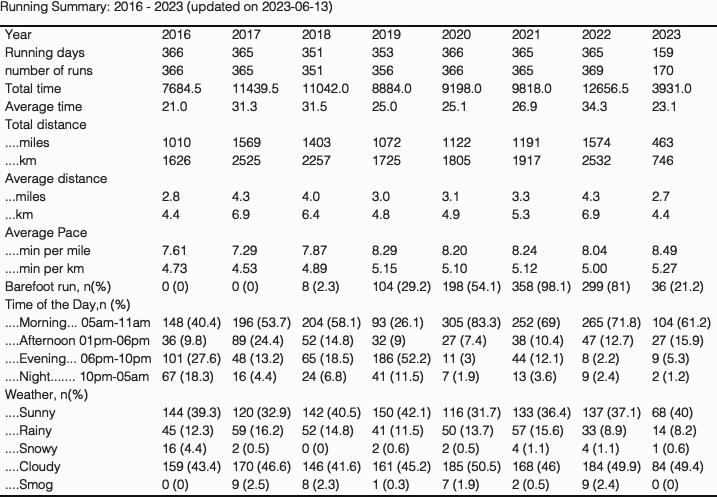 Running Summary: 2016 - 2023 (updated on 2023-06-13)
Year 2016 2017 2018 2019 2020 2021 2022 2023
Running days 366 365 351 353 366 365 365 159
number of runs 366 365 351 356 366 365 369 170
Total time 7684.5 11439.5 11042.0 8884.0 9198.0 9818.0 12656.5 3931.0
Average time 21.0 31.3 31.5 25.0 25.1 26.9 34.3 23.1
Total distance
....miles 1010 1569 1403 1072 1122 1191 1574 463
....km 1626 2525 2257 1725 1805 1917 2532 746
Average distance
...miles 2.8 4.3 4.0 3.0 3.1 3.3 4.3 2.7
...km 4.4 6.9 6.4 4.8 4.9 5.3 6.9 4.4
Average Pace
....min per mile 7.61 7.29 7.87 8.29 8.20 8.24 8.04 8.49
....min per km 4.73 4.53 4.89 5.15 5.10 5.12 5.00 5.27
Barefoot run, n(%) 0 (0) 0 (0) 8 (2.3) 104 (29.2) 198 (54.1) 358 (98.1) 299 (81) 36 (21.2)
Time of the Day,n (%)
....Morning... 05am-11am 148 (40.4) 196 (53.7) 204 (58.1) 93 (26.1) 305 (83.3) 252 (69) 265 (71.8) 104 (61.2)
....Afternoon 01pm-06pm 36 (9.8) 89 (24.4) 52 (14.8) 32 (9) 27 (7.4) 38 (10.4) 47 (12.7) 27 (15.9)
....Evening... 06pm-10pm 101 (27.6) 48 (13.2) 65 (18.5) 186 (52.2) 11 (3) 44 (12.1) 8 (2.2) 9 (5.3)
....Night....... 10pm-05am 67 (18.3) 16 (4.4) 24 (6.8) 41 (11.5) 7 (1.9) 13 (3.6) 9 (2.4) 2 (1.2)
Weather, n(%)
....Sunny 144 (39.3) 120 (32.9) 142 (40.5) 150 (42.1) 116 (31.7) 133 (36.4) 137 (37.1) 68 (40)
....Rainy 45 (12.3) 59 (16.2) 52 (14.8) 41 (11.5) 50 (13.7) 57 (15.6) 33 (8.9) 14 (8.2)
....Snowy 16 (4.4) 2 (0.5) 0 (0) 2 (0.6) 2 (0.5) 4 (1.1) 4 (1.1) 1 (0.6)
....Cloudy 159 (43.4) 170 (46.6) 146 (41.6) 161 (45.2) 185 (50.5) 168 (46) 184 (49.9) 84 (49.4)
....Smog 0 (0) 9 (2.5) 8 (2.3) 1 (0.3) 7 (1.9) 2 (0.5) 9 (2.4) 0 (0)